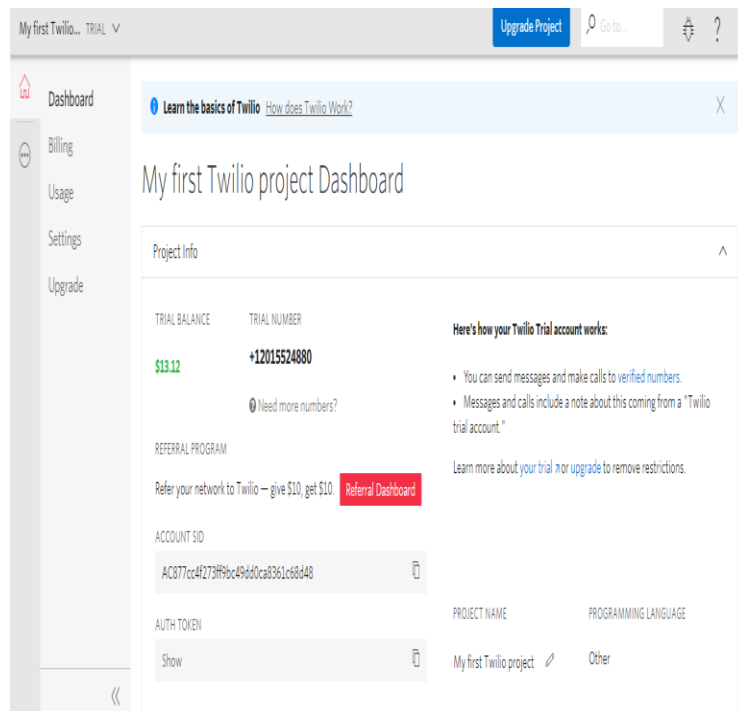 My first Twilio... TRIAL
Upgrade Project
Go to...
?
Dashboard
Billing
Usage
Settings
Upgrade
Learn the basics of Twilio How does Twilio Work?
My first Twilio project Dashboard
Project Info
TRIAL BALANCE TRIAL NUMBER
$13.12 +12015524880
Need more numbers?
REFERRAL PROGRAM
Refer your network to Twilio — give $10, get $10. Referral Dashboard
ACCOUNT SID
AC877cc4f273ff9bc49dd0ca8361c68d48
AUTH TOKEN
Show
Here's how your Twilio Trial account works:
• You can send messages and make calls to verified numbers.
• Messages and calls include a note about this coming from a "Twilio
trial account."
Learn more about your trial or upgrade to remove restrictions.
PROJECT NAME PROGRAMMING LANGUAGE
My first Twilio project Other